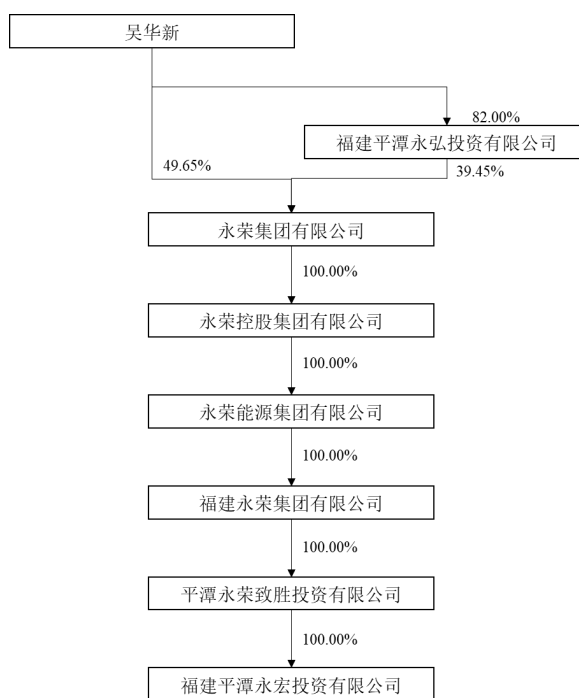 吴华新
82.00%
福建平潭永弘投资有限公司
49.65%
39.45%
永荣集团有限公司
100.00%
永荣控股集团有限公司
100.00%
永荣能源集团有限公司
100.00%
福建永荣集团有限公司
100.00%
平潭永荣致胜投资有限公司
100.00%
福建平潭永宏投资有限公司